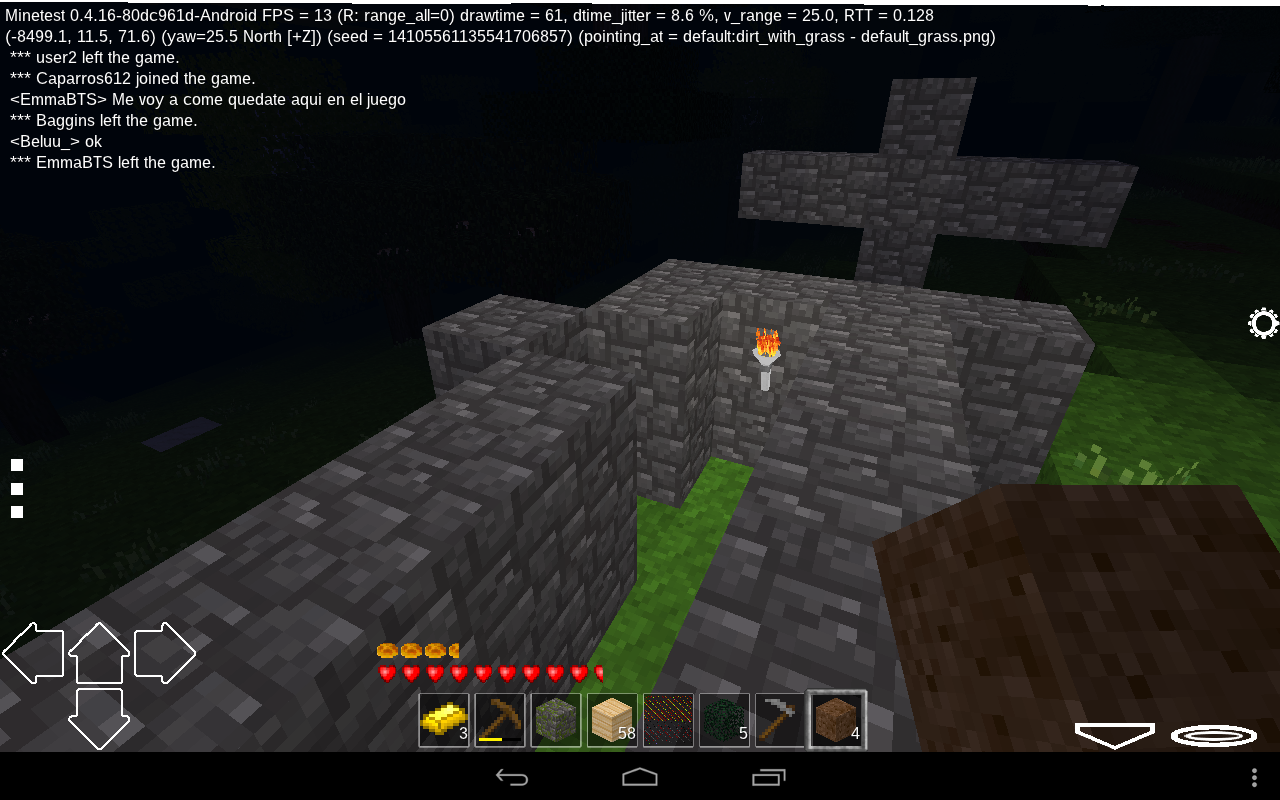 Minetest 0.4.16-80dc961d-Android FPS = 13 (R: range_all=0) drawtime = 61, dtime_jitter = 8.6 %, v_range = 25.0, RTT = 0.128
(-8499.1, 11.5, 71.6) (yaw=25.5 North [+Z]) (seed = 14105561135541706857) (pointing_at = default:dirt_with_grass - default_grass.png)
*** user2 left the game.
*** Caparros612 joined the game.
<EmmaBTS> Me voy a come quedate aqui en el juego
*** Baggins left the game.
<Beluu_> ok
*** EmmaBTS left the game.
3 58 5 4